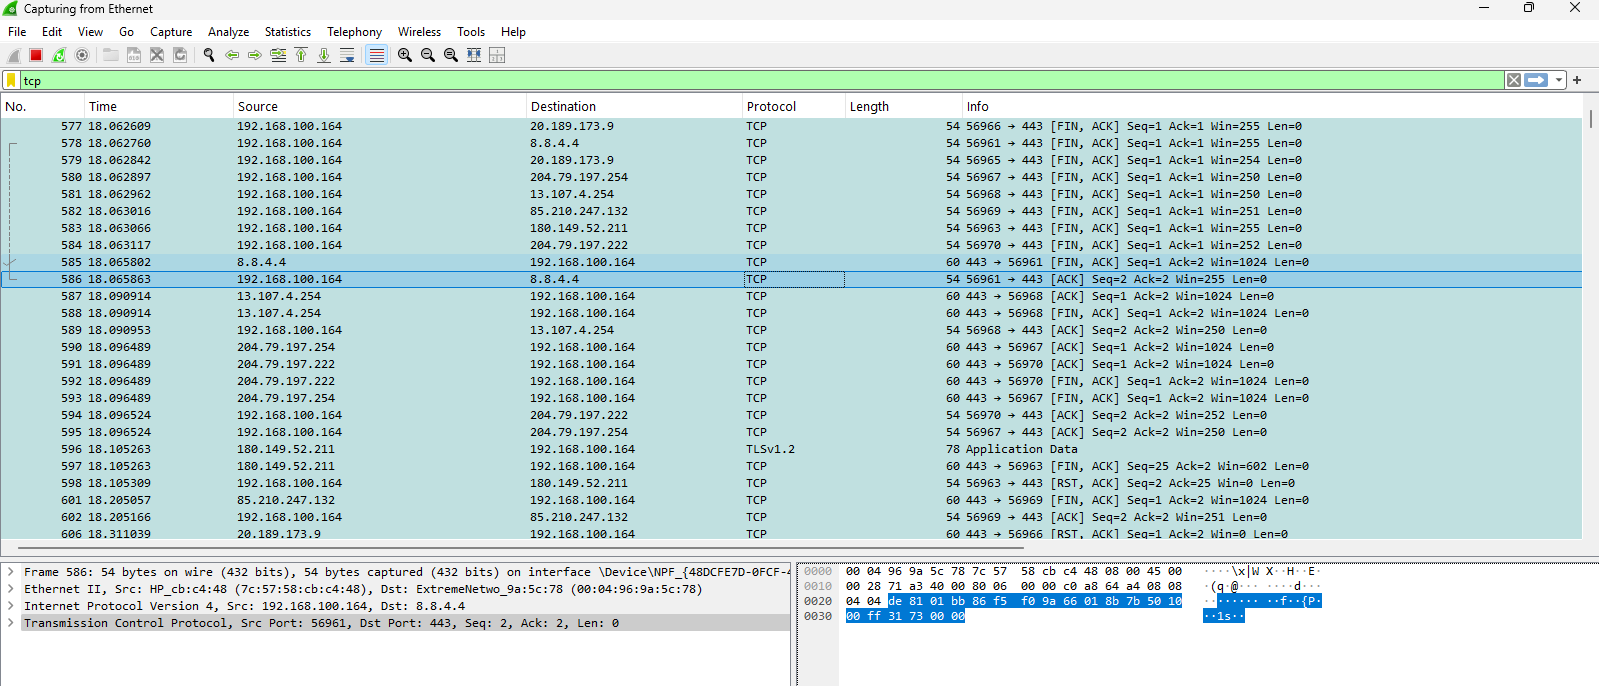 Capturing from Ethernet
File Edit View Go Capture Analyze Statistics Telephony Wireless Tools Help
tcp
No. Time Source Destination Protocol Length Info
577 18.062609 192.168.100.164 20.189.173.9 TCP 54 56966 → 443 [FIN, ACK] Seq=1 Ack=1 Win=255 Len=0
578 18.062760 192.168.100.164 8.8.4.4 TCP 54 56961 → 443 [FIN, ACK] Seq=1 Ack=1 Win=255 Len=0
579 18.062842 192.168.100.164 20.189.173.9 TCP 54 56965 → 443 [FIN, ACK] Seq=1 Ack=1 Win=254 Len=0
580 18.062897 192.168.100.164 204.79.197.254 TCP 54 56967 → 443 [FIN, ACK] Seq=1 Ack=1 Win=250 Len=0
581 18.062962 192.168.100.164 13.107.4.254 TCP 54 56968 → 443 [FIN, ACK] Seq=1 Ack=1 Win=250 Len=0
582 18.063016 192.168.100.164 85.210.247.132 TCP 54 56969 → 443 [FIN, ACK] Seq=1 Ack=1 Win=251 Len=0
583 18.063066 192.168.100.164 180.149.52.211 TCP 54 56963 → 443 [FIN, ACK] Seq=1 Ack=1 Win=255 Len=0
584 18.063117 192.168.100.164 204.79.197.222 TCP 54 56970 → 443 [FIN, ACK] Seq=1 Ack=1 Win=252 Len=0
585 18.065802 8.8.4.4 192.168.100.164 TCP 60 443 → 56961 [FIN, ACK] Seq=1 Ack=2 Win=1024 Len=0
586 18.065863 192.168.100.164 8.8.4.4 TCP 54 56961 → 443 [ACK] Seq=2 Ack=2 Win=255 Len=0
587 18.090914 13.107.4.254 192.168.100.164 TCP 60 443 → 56968 [ACK] Seq=1 Ack=2 Win=1024 Len=0
588 18.090914 13.107.4.254 192.168.100.164 TCP 60 443 → 56968 [FIN, ACK] Seq=1 Ack=2 Win=1024 Len=0
589 18.090953 192.168.100.164 13.107.4.254 TCP 54 56968 → 443 [ACK] Seq=2 Ack=2 Win=250 Len=0
590 18.096489 204.79.197.254 192.168.100.164 TCP 60 443 → 56967 [ACK] Seq=1 Ack=2 Win=1024 Len=0
591 18.096489 204.79.197.222 192.168.100.164 TCP 60 443 → 56970 [ACK] Seq=1 Ack=2 Win=1024 Len=0
592 18.096489 204.79.197.222 192.168.100.164 TCP 60 443 → 56970 [FIN, ACK] Seq=1 Ack=2 Win=1024 Len=0
593 18.096489 204.79.197.254 192.168.100.164 TCP 60 443 → 56967 [FIN, ACK] Seq=1 Ack=2 Win=1024 Len=0
594 18.096524 192.168.100.164 204.79.197.222 TCP 54 56970 → 443 [ACK] Seq=2 Ack=2 Win=252 Len=0
595 18.096524 192.168.100.164 204.79.197.254 TCP 54 56967 → 443 [ACK] Seq=2 Ack=2 Win=250 Len=0
596 18.105263 180.149.52.211 192.168.100.164 TLSv1.2 78 Application Data
597 18.105263 180.149.52.211 192.168.100.164 TCP 60 443 → 56963 [FIN, ACK] Seq=25 Ack=2 Win=602 Len=0
598 18.105309 192.168.100.164 180.149.52.211 TCP 54 56963 → 443 [RST, ACK] Seq=2 Ack=25 Win=0 Len=0
601 18.205057 85.210.247.132 192.168.100.164 TCP 60 443 → 56969 [FIN, ACK] Seq=1 Ack=2 Win=1024 Len=0
602 18.205166 192.168.100.164 85.210.247.132 TCP 54 56969 → 443 [ACK] Seq=2 Ack=2 Win=251 Len=0
606 18.311039 20.189.173.9 192.168.100.164 TCP 60 443 → 56966 [RST, ACK] Seq=1 Ack=2 Win=0 Len=0
Frame 586: 54 bytes on wire (432 bits), 54 bytes captured (432 bits) on interface \Device\NPF_{48DCFE7D-0FCF-4
Ethernet II, Src: HP_cb:c4:48 (7c:57:58:cb:c4:48), Dst: ExtremeNetwo_9a:5c:78 (00:04:96:9a:5c:78)
Internet Protocol Version 4, Src: 192.168.100.164, Dst: 8.8.4.4
Transmission Control Protocol, Src Port: 56961, Dst Port: 443, Seq: 2, Ack: 2, Len: 0
0000 00 04 96 9a 5c 78 7c 57 58 cb c4 48 08 00 45 00 ····\x|W X··H··E·
0010 00 28 71 a3 40 00 80 06 00 00 c0 a8 64 a4 08 08 ·(q·@··· ····d···
0020 04 04 de 81 01 bb 86 f5 f0 9a 66 01 8b 7b 50 10 ········ ··f··{P·
0030 00 ff 31 73 00 00 ··1s··